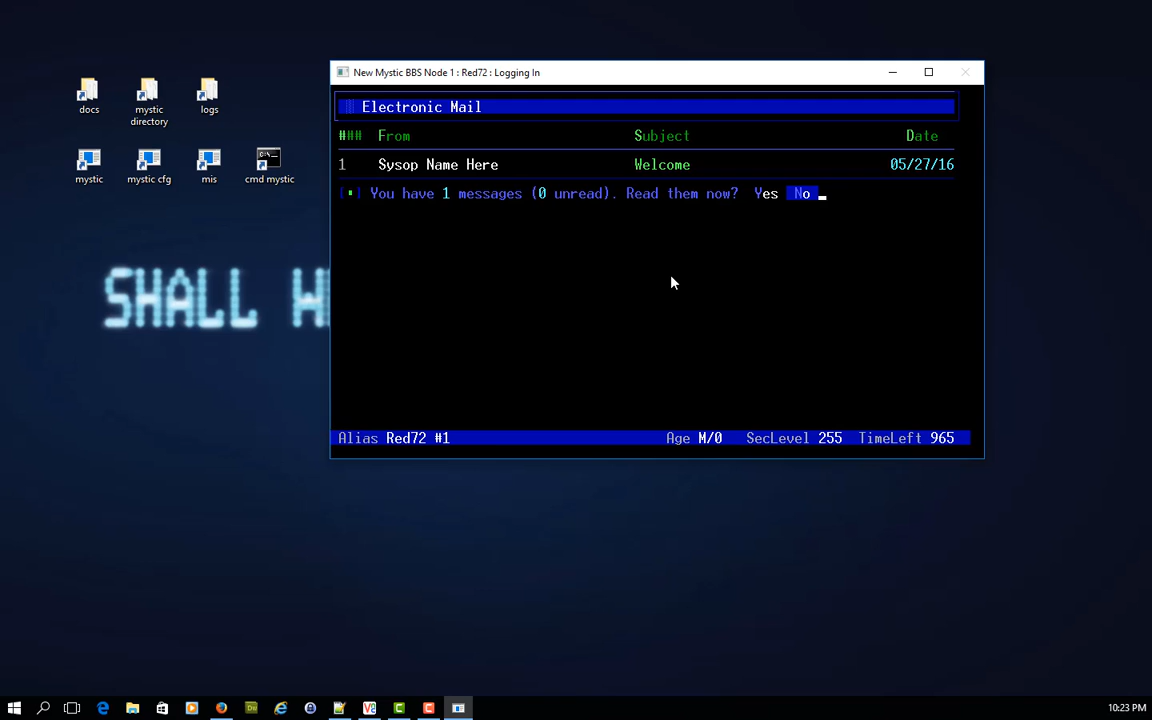 New Mystic BBS Node 1 : Red72 : Logging In
Electronic Mail
### From Subject Date
1 Sysop Name Here Welcome 05/27/16
You have 1 messages (0 unread). Read them now? Yes No
Alias Red72 #1 Age M/0 SecLevel 255 TimeLeft 965
docs
mystic directory
logs
mystic
mystic cfg
mis
cmd mystic
SHALL W
10:23 PM